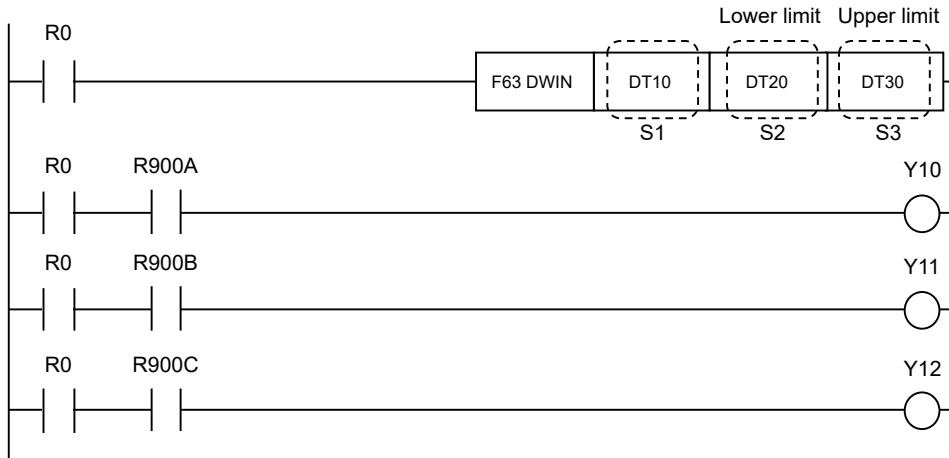 Lower limit Upper limit
R0
F63 DWIN DT10 DT20 DT30
S1 S2 S3
R0 R900A Y10
R0 R900B Y11
R0 R900C Y12